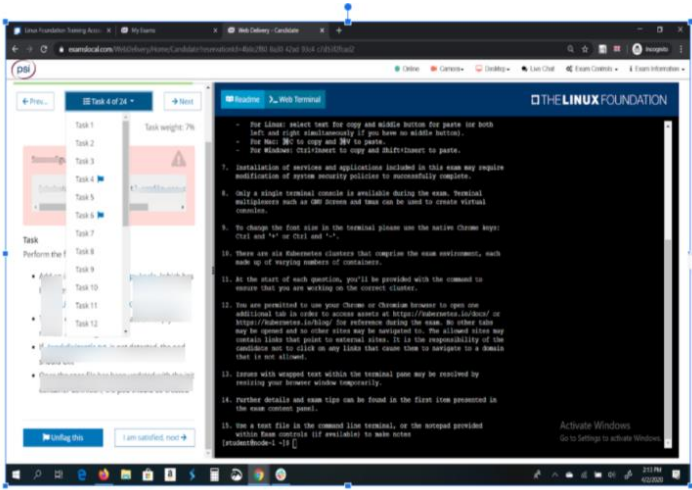 Linux Foundation Training Accou
My Exams
Web Delivery - Candidate
Incognito
psi
Online
Camera
Desktop
Live Chat
Exam Controls
Exam Information
Prev...
Task 4 of 24
Next
Readme
Web Terminal
THE LINUX FOUNDATION
Task 1
Task weight: 7%
Task 2
Task 3
Task 4
Task 5
Task 6
Task 7
Task 8
Task 9
Task 10
Task 11
Task 12
Task
Perform the
Unflag this
I am satisfied, next
- For Linux: select text for copy and middle button for paste (or both
left and right simultaneously if you have no middle button).
- For Mac: ⌘C to copy and ⌘V to paste.
- For Windows: Ctrl+Insert to copy and Shift+Insert to paste.
7. Installation of services and applications included in this exam may require
modification of system security policies to successfully complete.
8. Only a single terminal console is available during the exam. Terminal
multiplexers such as GNU Screen and tmux can be used to create virtual
consoles.
9. To change the font size in the terminal please use the native Chrome keys:
Ctrl and "+" or Ctrl and "-".
10. There are six Kubernetes clusters that comprise the exam environment, each
made up of varying numbers of containers.
11. At the start of each question, you'll be provided with the command to
ensure that you are working on the correct cluster.
12. You are permitted to use your Chrome or Chromium browser to open one
additional tab in order to access assets at https://kubernetes.io/docs/ or
https://kubernetes.io/blog/ for reference during the exam. No other tabs
may be opened and no other sites may be navigated to. The allowed sites may
contain links that point to external sites. It is the responsibility of the
candidate not to click on any links that cause them to navigate to a domain
that is not allowed.
13. Issues with wrapped text within the terminal pane may be resolved by
resizing your browser window temporarily.
14. Further details and exam tips can be found in the first item presented in
the exam content panel.
15. Use a text file in the command line terminal, or the notepad provided
within Exam controls (if available) to make notes
[student@node-1 ~]$
Activate Windows
Go to Settings to activate Windows.
2:13 PM
4/2/2020